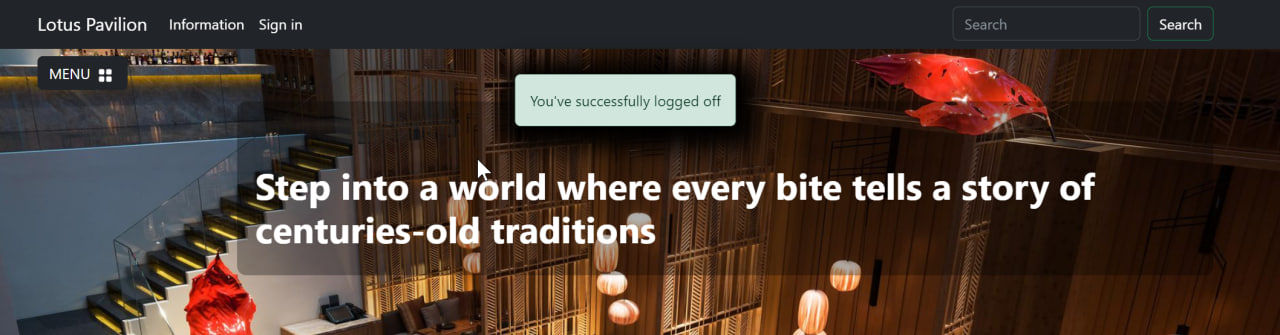 Lotus Pavilion Information Sign in Search Search
MENU
You've successfully logged off
Step into a world where every bite tells a story of
centuries-old traditions